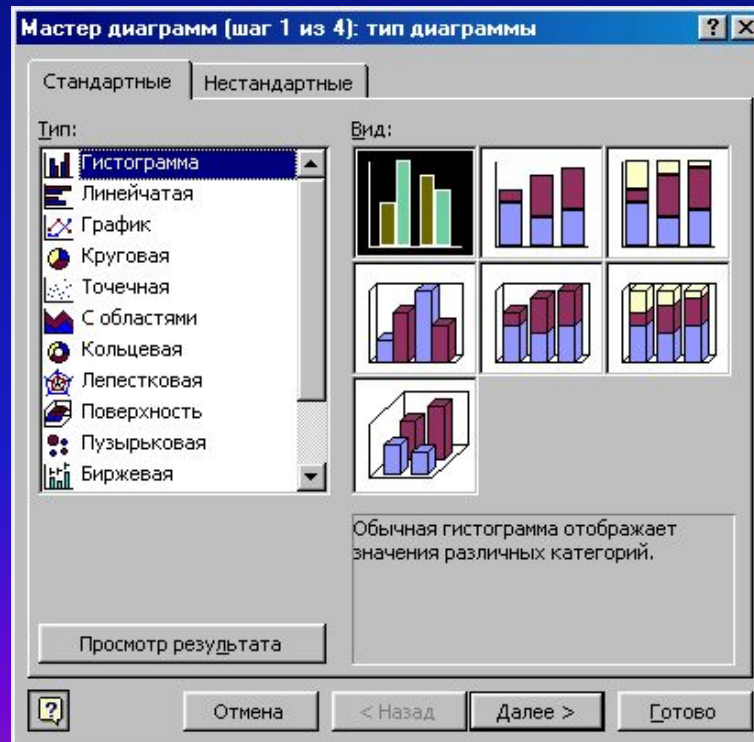 Мастер диаграмм (шаг 1 из 4): тип диаграммы
Стандартные
Нестандартные
Тип:
Гистограмма
Линейчатая
График
Круговая
Точечная
С областями
Кольцевая
Лепестковая
Поверхность
Пузырьковая
Биржевая
Вид:
Обычная гистограмма отображает
значения различных категорий.
Просмотр результата
Отмена
< Назад
Далее >
Готово